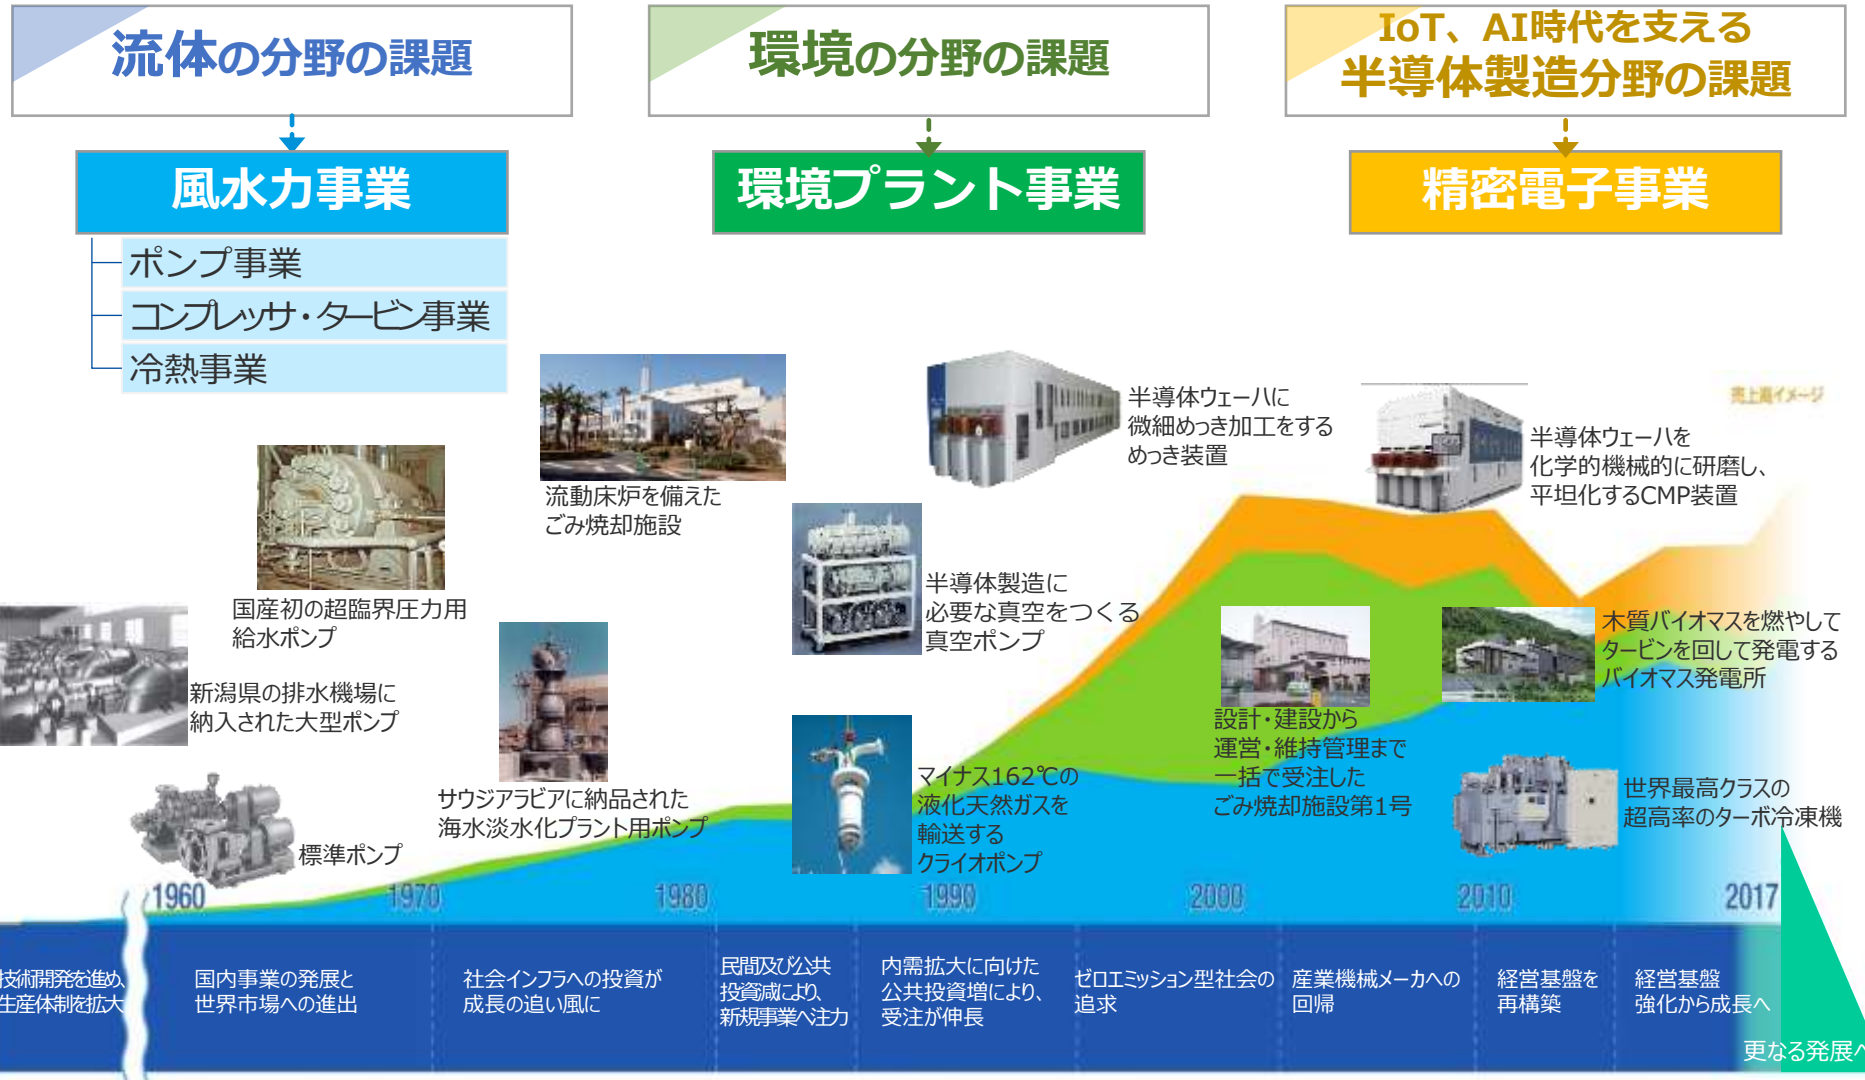 流体の分野の課題
環境の分野の課題
IoT、AI時代を支える
半導体製造分野の課題
風水力事業
環境プラント事業
精密電子事業
ポンプ事業
コンプレッサ・タービン事業
冷熱事業
売上高イメージ
半導体ウェーハに
微細めっき加工をする
めっき装置
半導体ウェーハを
化学的機械的に研磨し、
平坦化するCMP装置
流動床炉を備えた
ごみ焼却施設
国産初の超臨界圧力用
給水ポンプ
半導体製造に
必要な真空をつくる
真空ポンプ
木質バイオマスを燃やして
タービンを回して発電する
バイオマス発電所
新潟県の排水機場に
納入された大型ポンプ
設計・建設から
運営・維持管理まで
一括で受注した
ごみ焼却施設第1号
マイナス162℃の
液化天然ガスを
輸送する
クライオポンプ
サウジアラビアに納品された
海水淡水化プラント用ポンプ
世界最高クラスの
超高率のターボ冷凍機
標準ポンプ
1960
1970
1980
1990
2000
2010
2017
技術開発を進め、
生産体制を拡大
国内事業の発展と
世界市場への進出
社会インフラへの投資が
成長の追い風に
民間及び公共
投資減により、
新規事業へ注力
内需拡大に向けた
公共投資増により、
受注が伸長
ゼロエミッション型社会の
追求
産業機械メーカへの
回帰
経営基盤を
再構築
経営基盤
強化から成長へ
更なる発展へ